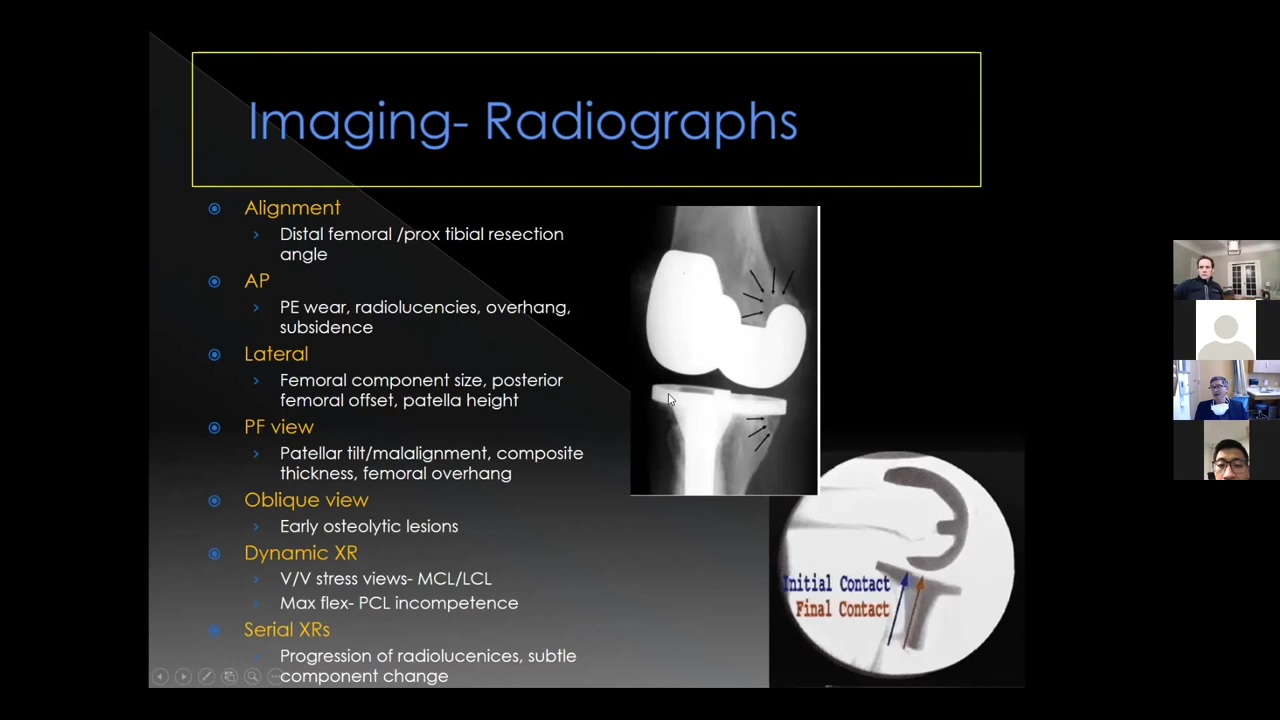 Imaging- Radiographs
Alignment
Distal femoral /prox tibial resection
angle
AP
PE wear, radiolucencies, overhang,
subsidence
Lateral
Femoral component size, posterior
femoral offset, patella height
PF view
Patellar tilt/malalignment, composite
thickness, femoral overhang
Oblique view
Early osteolytic lesions
Dynamic XR
V/V stress views- MCL/LCL
Max flex- PCL incompetence
Serial XRs
Progression of radiolucenices, subtle
component change
Initial Contact
Final Contact